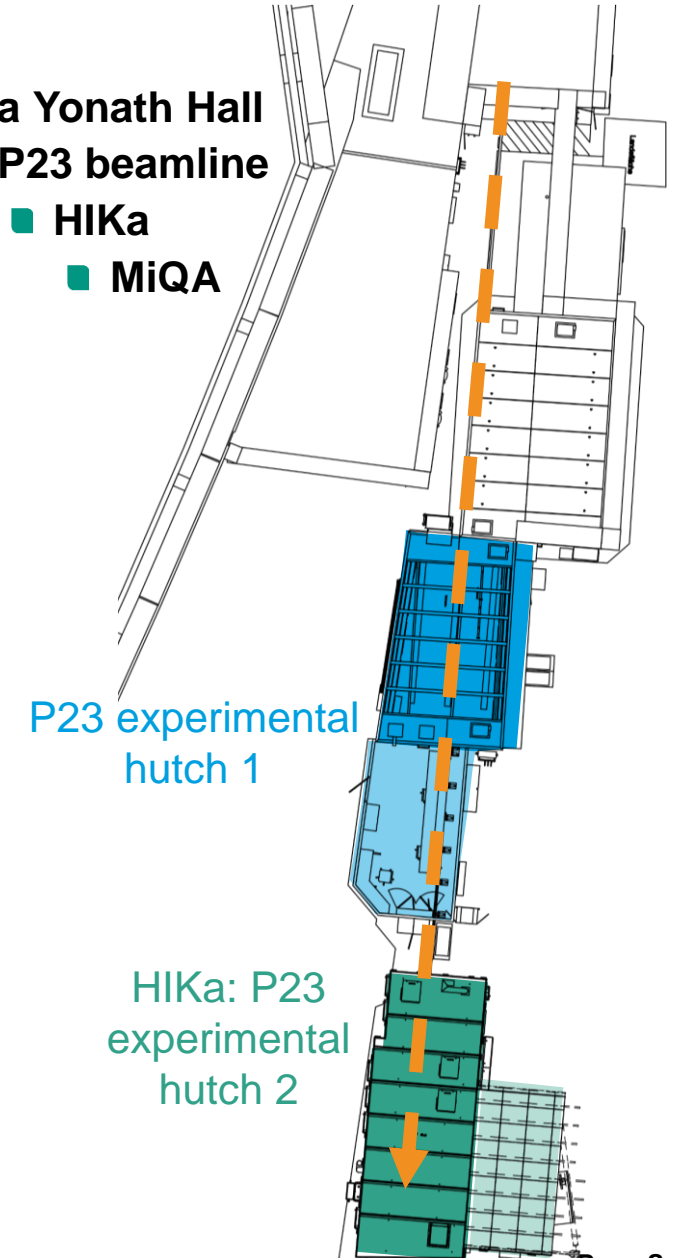 a Yonath Hall
P23 beamline
HIKa
MiQA
P23 experimental
hutch 1
HIKa: P23
experimental
hutch 2